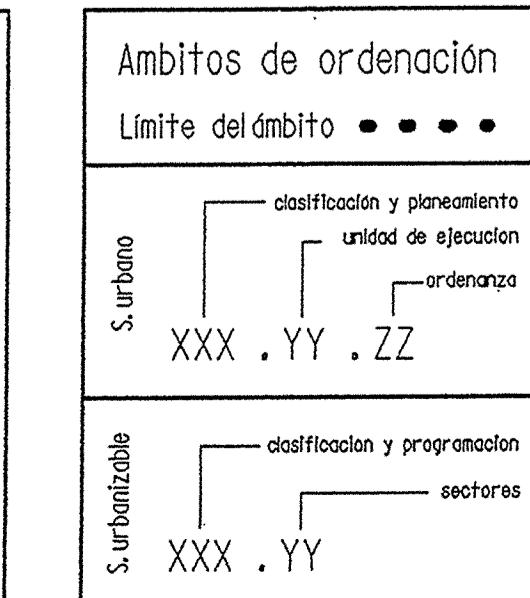 Ambitos de ordenación
Límite del ámbito
S. urbano
clasificación y planeamiento
unidad de ejecucion
ordenanza
XXX . YY . ZZ
S. urbanizable
clasificacion y programacion
sectores
XXX . YY